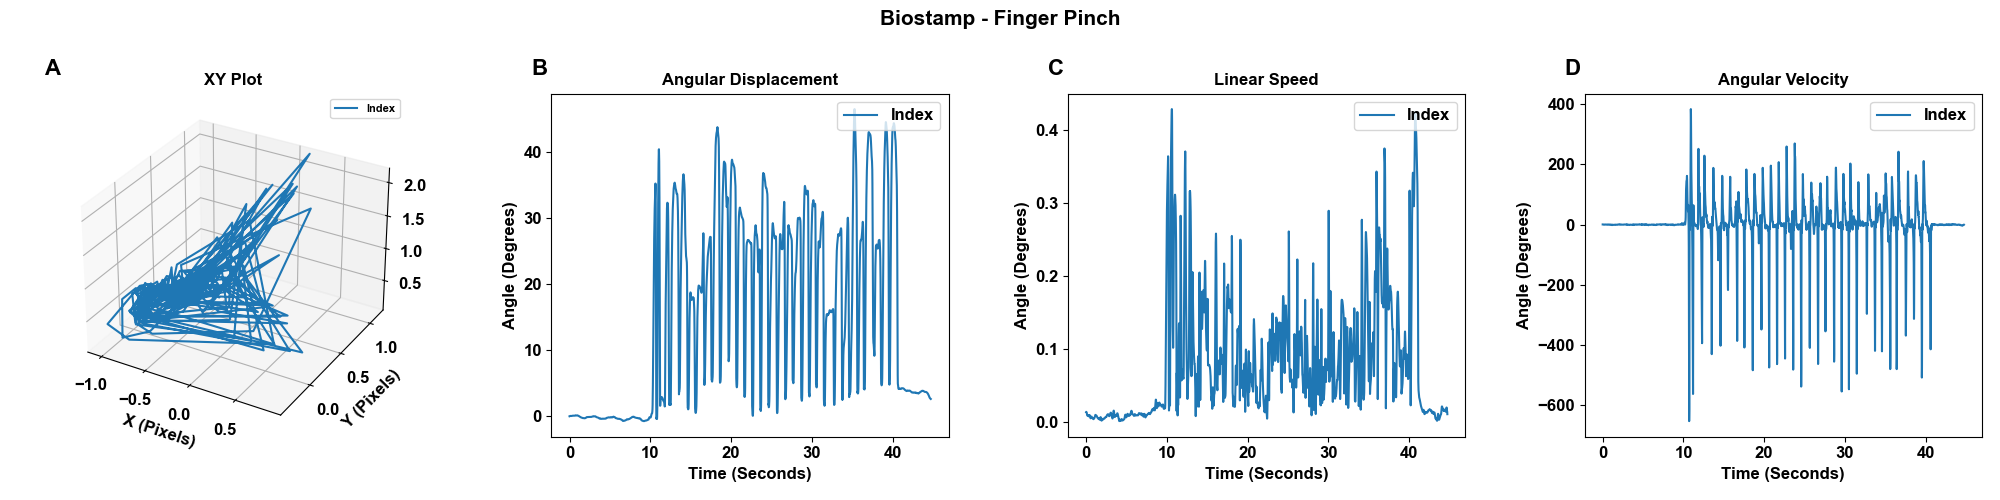 Biostamp - Finger Pinch
A
XY Plot
Index
2.0
1.5
1.0
0.5
−1.0
−0.5
0.0
0.5
X (Pixels)
0.0
0.5
1.0
Y (Pixels)
B
Angular Displacement
Index
Angle (Degrees)
40
30
20
10
0
0 10 20 30 40
Time (Seconds)
C
Linear Speed
Index
Angle (Degrees)
0.4
0.3
0.2
0.1
0.0
0 10 20 30 40
Time (Seconds)
D
Angular Velocity
Index
Angle (Degrees)
400
200
0
−200
−400
−600
0 10 20 30 40
Time (Seconds)